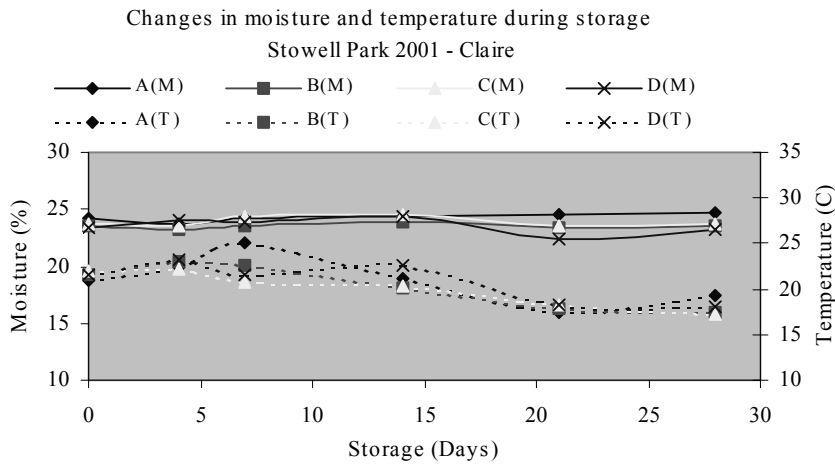 Changes in moisture and temperature during storage
Stowell Park 2001 - Claire
A(M) B(M) C(M) D(M)
A(T) B(T) C(T) D(T)
30 35
25 30
20 25
15 20
10 15
10
0 5 10 15 20 25 30
Moisture (%)
Temperature (C)
Storage (Days)